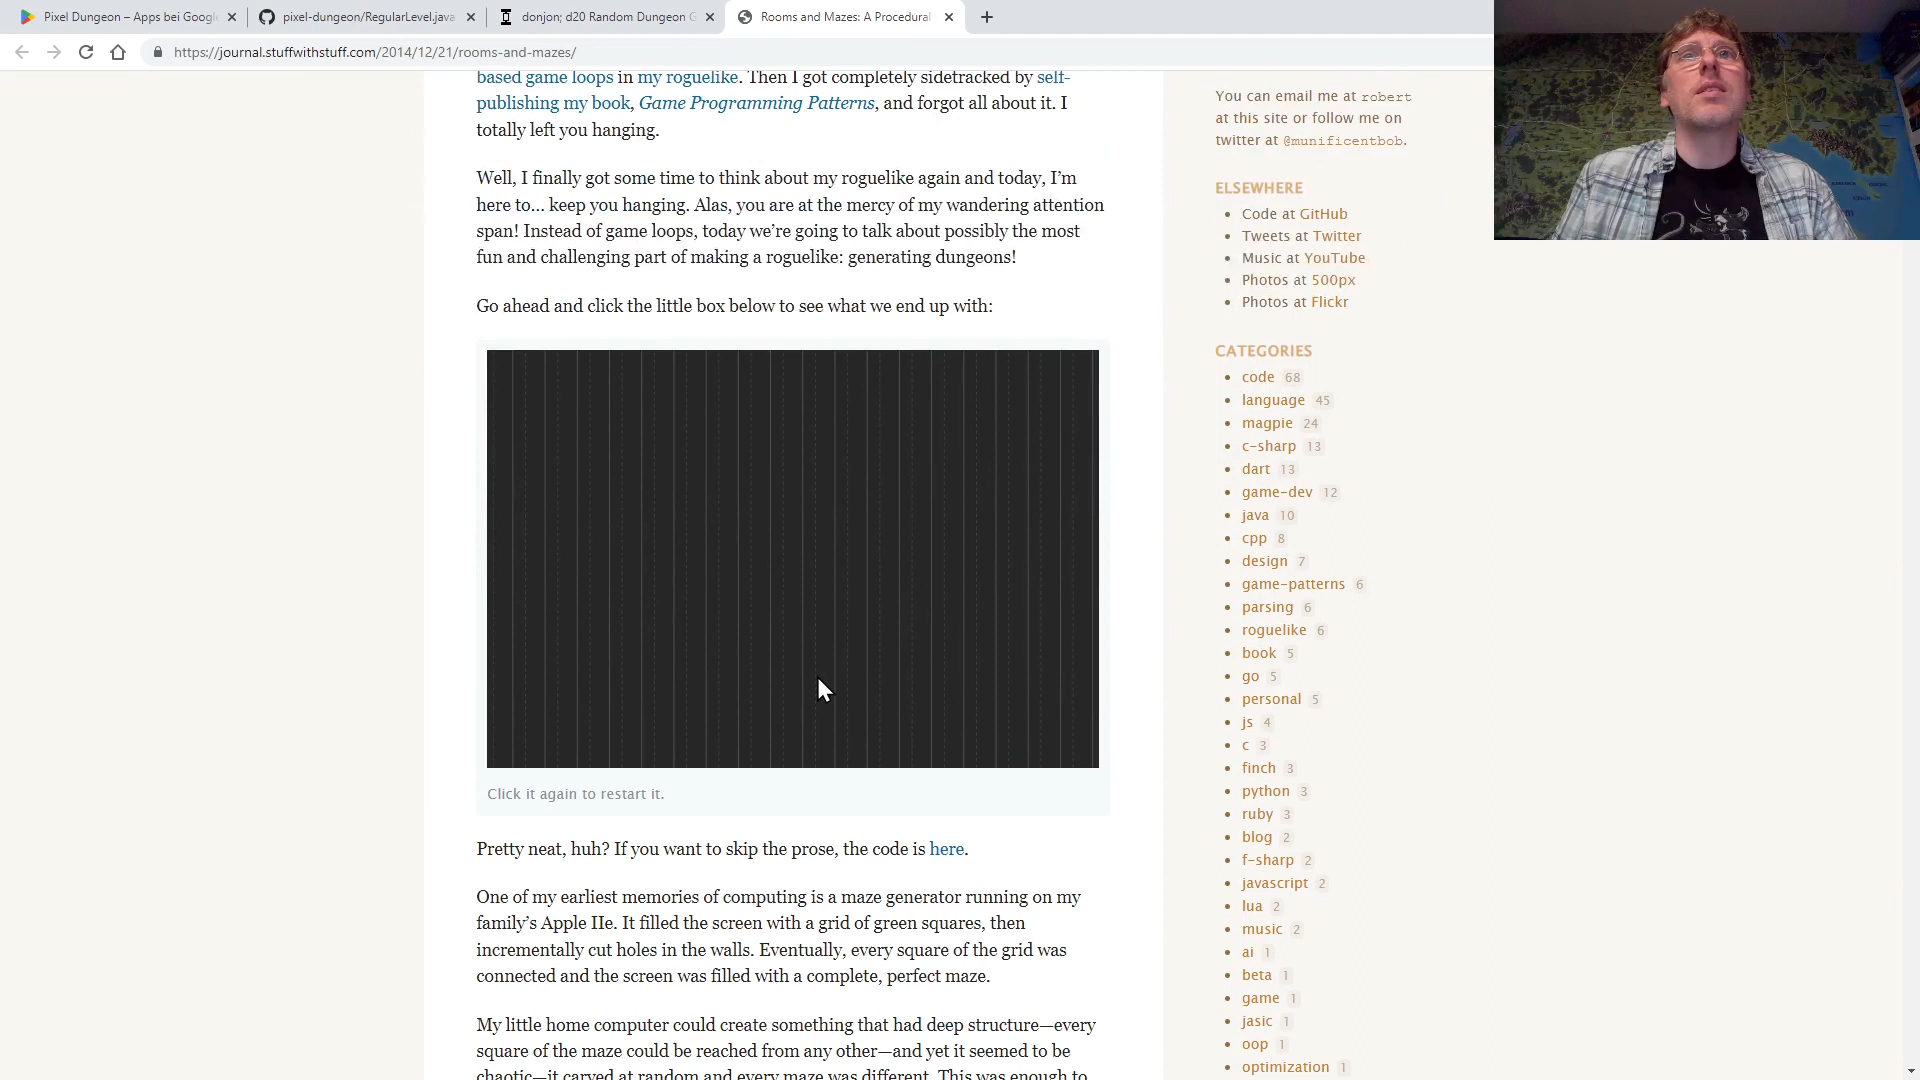 Pixel Dungeon – Apps bei Googl
pixel-dungeon/RegularLevel.java
donjon; d20 Random Dungeon G
Rooms and Mazes: A Procedural
https://journal.stuffwithstuff.com/2014/12/21/rooms-and-mazes/
based game loops in my roguelike. Then I got completely sidetracked by self-
publishing my book, Game Programming Patterns, and forgot all about it. I
totally left you hanging.
Well, I finally got some time to think about my roguelike again and today, I’m
here to… keep you hanging. Alas, you are at the mercy of my wandering attention
span! Instead of game loops, today we’re going to talk about possibly the most
fun and challenging part of making a roguelike: generating dungeons!
Go ahead and click the little box below to see what we end up with:
Click it again to restart it.
Pretty neat, huh? If you want to skip the prose, the code is here.
One of my earliest memories of computing is a maze generator running on my
family’s Apple IIe. It filled the screen with a grid of green squares, then
incrementally cut holes in the walls. Eventually, every square of the grid was
connected and the screen was filled with a complete, perfect maze.
My little home computer could create something that had deep structure—every
square of the maze could be reached from any other—and yet it seemed to be
chaotic—it carved at random and every maze was different. This was enough to
You can email me at robert
at this site or follow me on
twitter at @munificentbob.
ELSEWHERE
Code at GitHub
Tweets at Twitter
Music at YouTube
Photos at 500px
Photos at Flickr
CATEGORIES
code 68
language 45
magpie 24
c-sharp 13
dart 13
game-dev 12
java 10
cpp 8
design 7
game-patterns 6
parsing 6
roguelike 6
book 5
go 5
personal 5
js 4
c 3
finch 3
python 3
ruby 3
blog 2
f-sharp 2
javascript 2
lua 2
music 2
ai 1
beta 1
game 1
jasic 1
oop 1
optimization 1